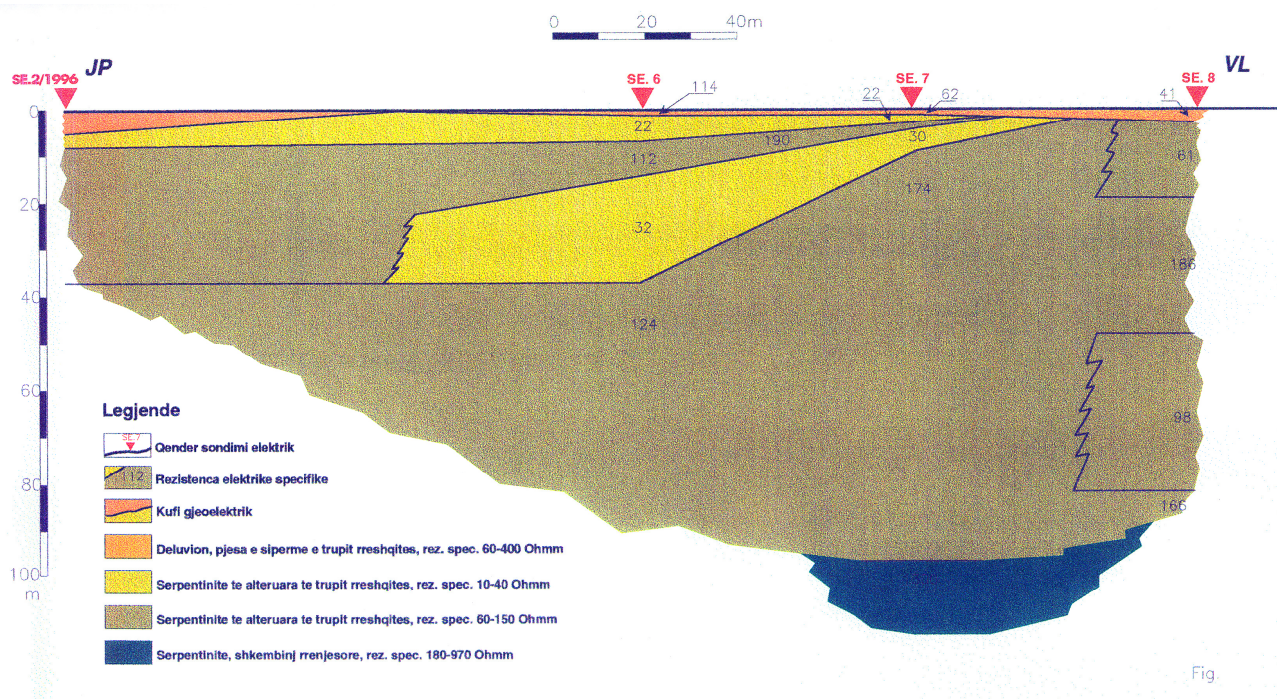 0 20 40m
JP
VL
SE.2/1996
SE. 6
SE. 7
SE. 8
114
22
62
41
0
22
190
30
112
61
174
20
32
186
40
124
60
98
80
166
100
m
Legjende
SE.7
Qender sondimi elektrik
112
Rezistenca elektrike specifike
Kufi gjeoelektrik
Deluvion, pjesa e siperme e trupit rreshqites, rez. spec. 60-400 Ohmm
Serpentinite te alteruara te trupit rreshqites, rez. spec. 10-40 Ohmm
Serpentinite te alteruara te trupit rreshqites, rez. spec. 60-150 Ohmm
Serpentinite, shkembinj rrenjesore, rez. spec. 180-970 Ohmm
Fig.